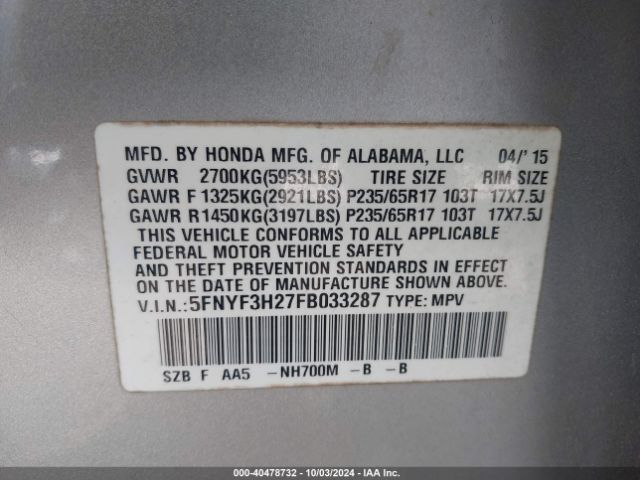 MFD. BY HONDA MFG. OF ALABAMA, LLC 04/'15
GVWR 2700KG(5953LBS) TIRE SIZE RIM SIZE
GAWR F 1325KG(2921LBS) P235/65R17 103T 17X7.5J
GAWR R1450KG(3197LBS) P235/65R17 103T 17X7.5J
THIS VEHICLE CONFORMS TO ALL APPLICABLE
FEDERAL MOTOR VEHICLE SAFETY
AND THEFT PREVENTION STANDARDS IN EFFECT
ON THE DATE OF MANUFACTURE SHOWN ABOVE.
V.I.N.:5FNYF3H27FB033287 TYPE: MPV
SZB F AA5 -NH700M -B -B
000-40478732 - 10/03/2024 - IAA Inc.